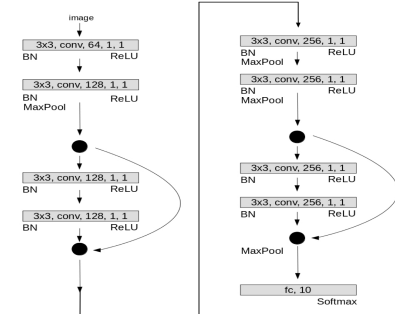 image
3x3, conv, 64, 1, 1
BN ReLU
3x3, conv, 128, 1, 1
BN ReLU
MaxPool
3x3, conv, 128, 1, 1
BN ReLU
3x3, conv, 128, 1, 1
BN ReLU
3x3, conv, 256, 1, 1
BN ReLU
MaxPool
3x3, conv, 256, 1, 1
BN ReLU
MaxPool
3x3, conv, 256, 1, 1
BN ReLU
3x3, conv, 256, 1, 1
BN ReLU
MaxPool
fc, 10
Softmax